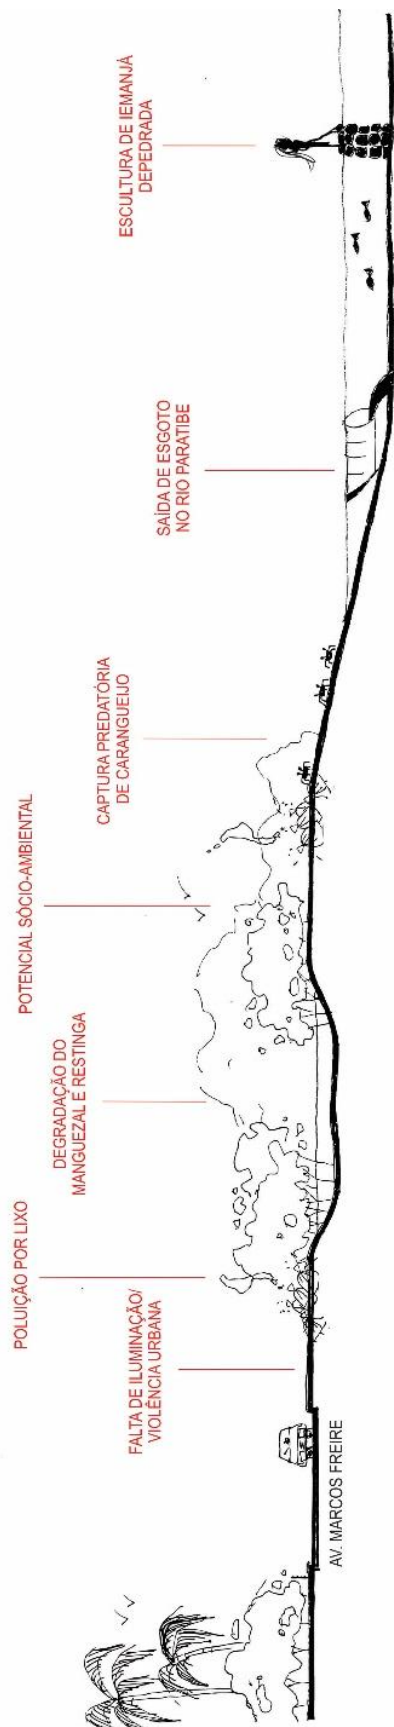 POLUIÇÃO POR LIXO
FALTA DE ILUMINAÇÃO/
VIOLÊNCIA URBANA
AV. MARCOS FREIRE
DEGRADAÇÃO DO
MANGUEZAL E RESTINGA
POTENCIAL SÓCIO-AMBIENTAL
CAPTURA PREDATÓRIA
DE CARANGUEIJO
SAÍDA DE ESGOTO
NO RIO PARATIBE
ESCULTURA DE IEMANJÁ
DEPEDRADA